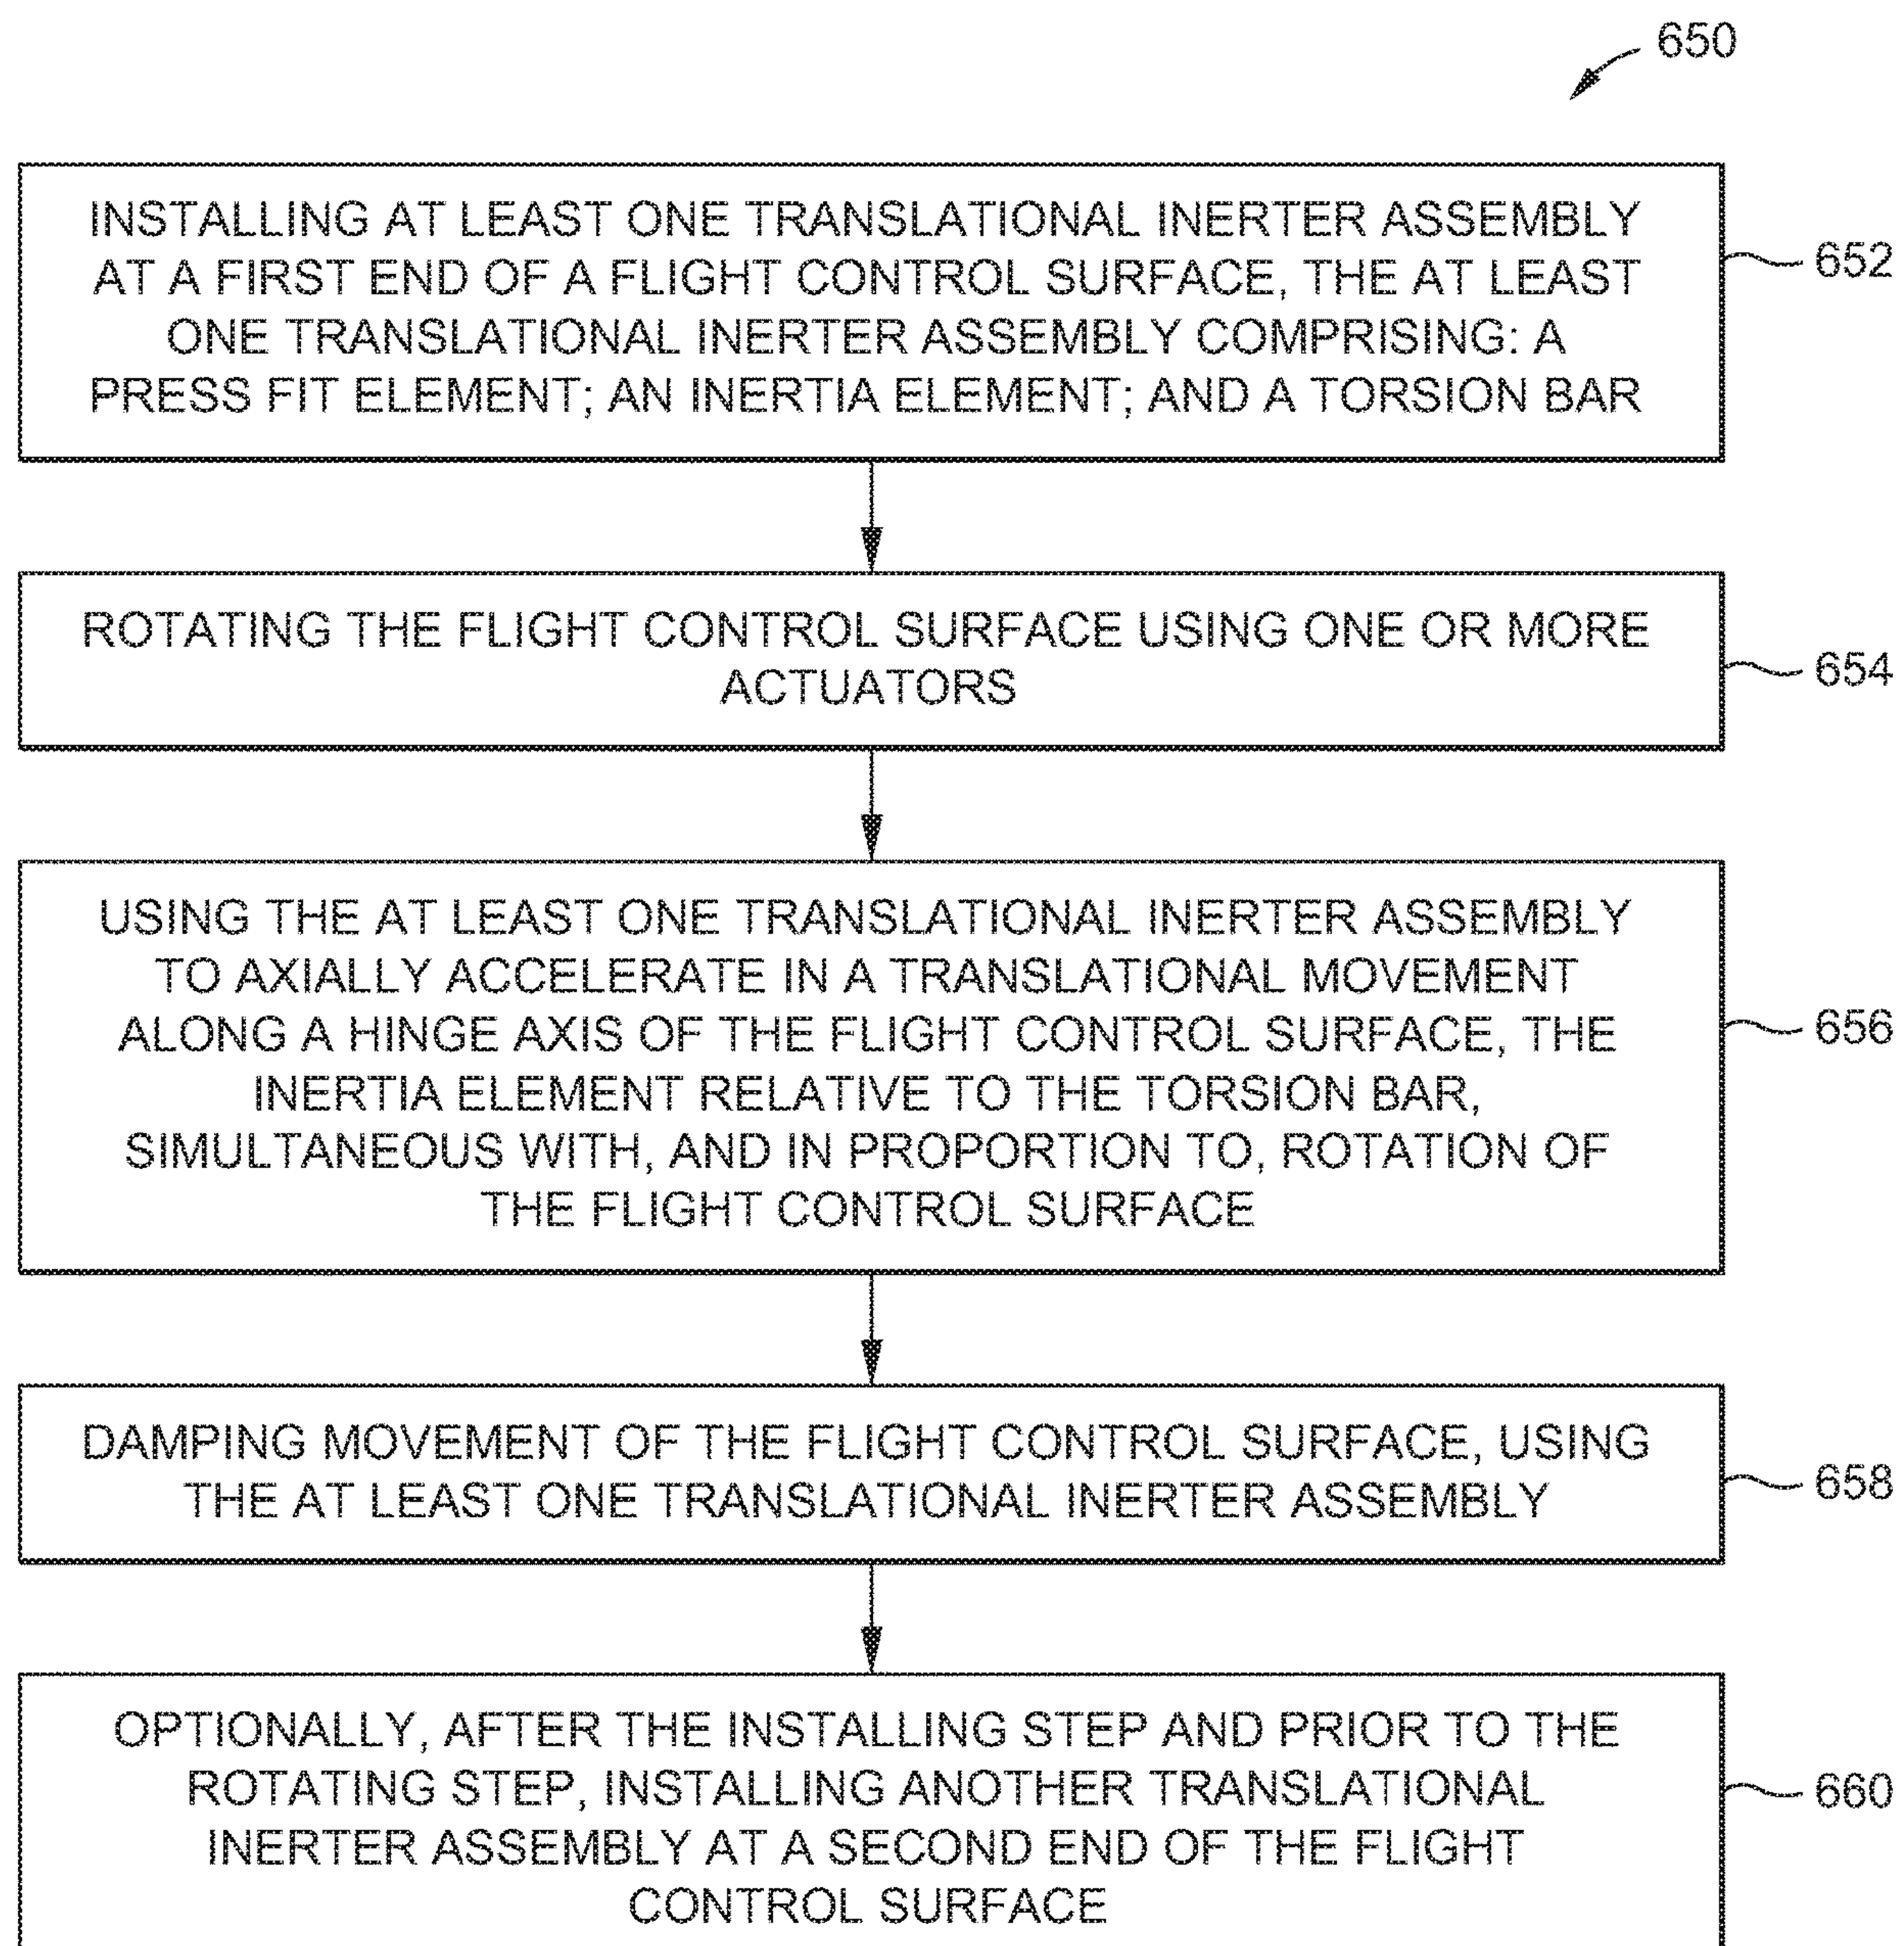 650
INSTALLING AT LEAST ONE TRANSLATIONAL INERTER ASSEMBLY
AT A FIRST END OF A FLIGHT CONTROL SURFACE, THE AT LEAST
ONE TRANSLATIONAL INERTER ASSEMBLY COMPRISING: A
PRESS FIT ELEMENT; AN INERTIA ELEMENT; AND A TORSION BAR
652
ROTATING THE FLIGHT CONTROL SURFACE USING ONE OR MORE
ACTUATORS
654
USING THE AT LEAST ONE TRANSLATIONAL INERTER ASSEMBLY
TO AXIALLY ACCELERATE IN A TRANSLATIONAL MOVEMENT
ALONG A HINGE AXIS OF THE FLIGHT CONTROL SURFACE, THE
INERTIA ELEMENT RELATIVE TO THE TORSION BAR,
SIMULTANEOUS WITH, AND IN PROPORTION TO, ROTATION OF
THE FLIGHT CONTROL SURFACE
656
DAMPING MOVEMENT OF THE FLIGHT CONTROL SURFACE, USING
THE AT LEAST ONE TRANSLATIONAL INERTER ASSEMBLY
658
OPTIONALLY, AFTER THE INSTALLING STEP AND PRIOR TO THE
ROTATING STEP, INSTALLING ANOTHER TRANSLATIONAL
INERTER ASSEMBLY AT A SECOND END OF THE FLIGHT
CONTROL SURFACE
660